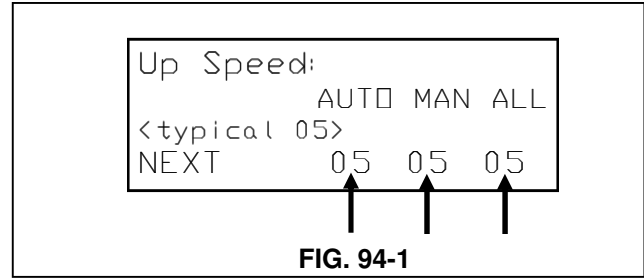 Up Speed:
AUTO MAN ALL
<typical 05>
NEXT 05 05 05
FIG. 94-1